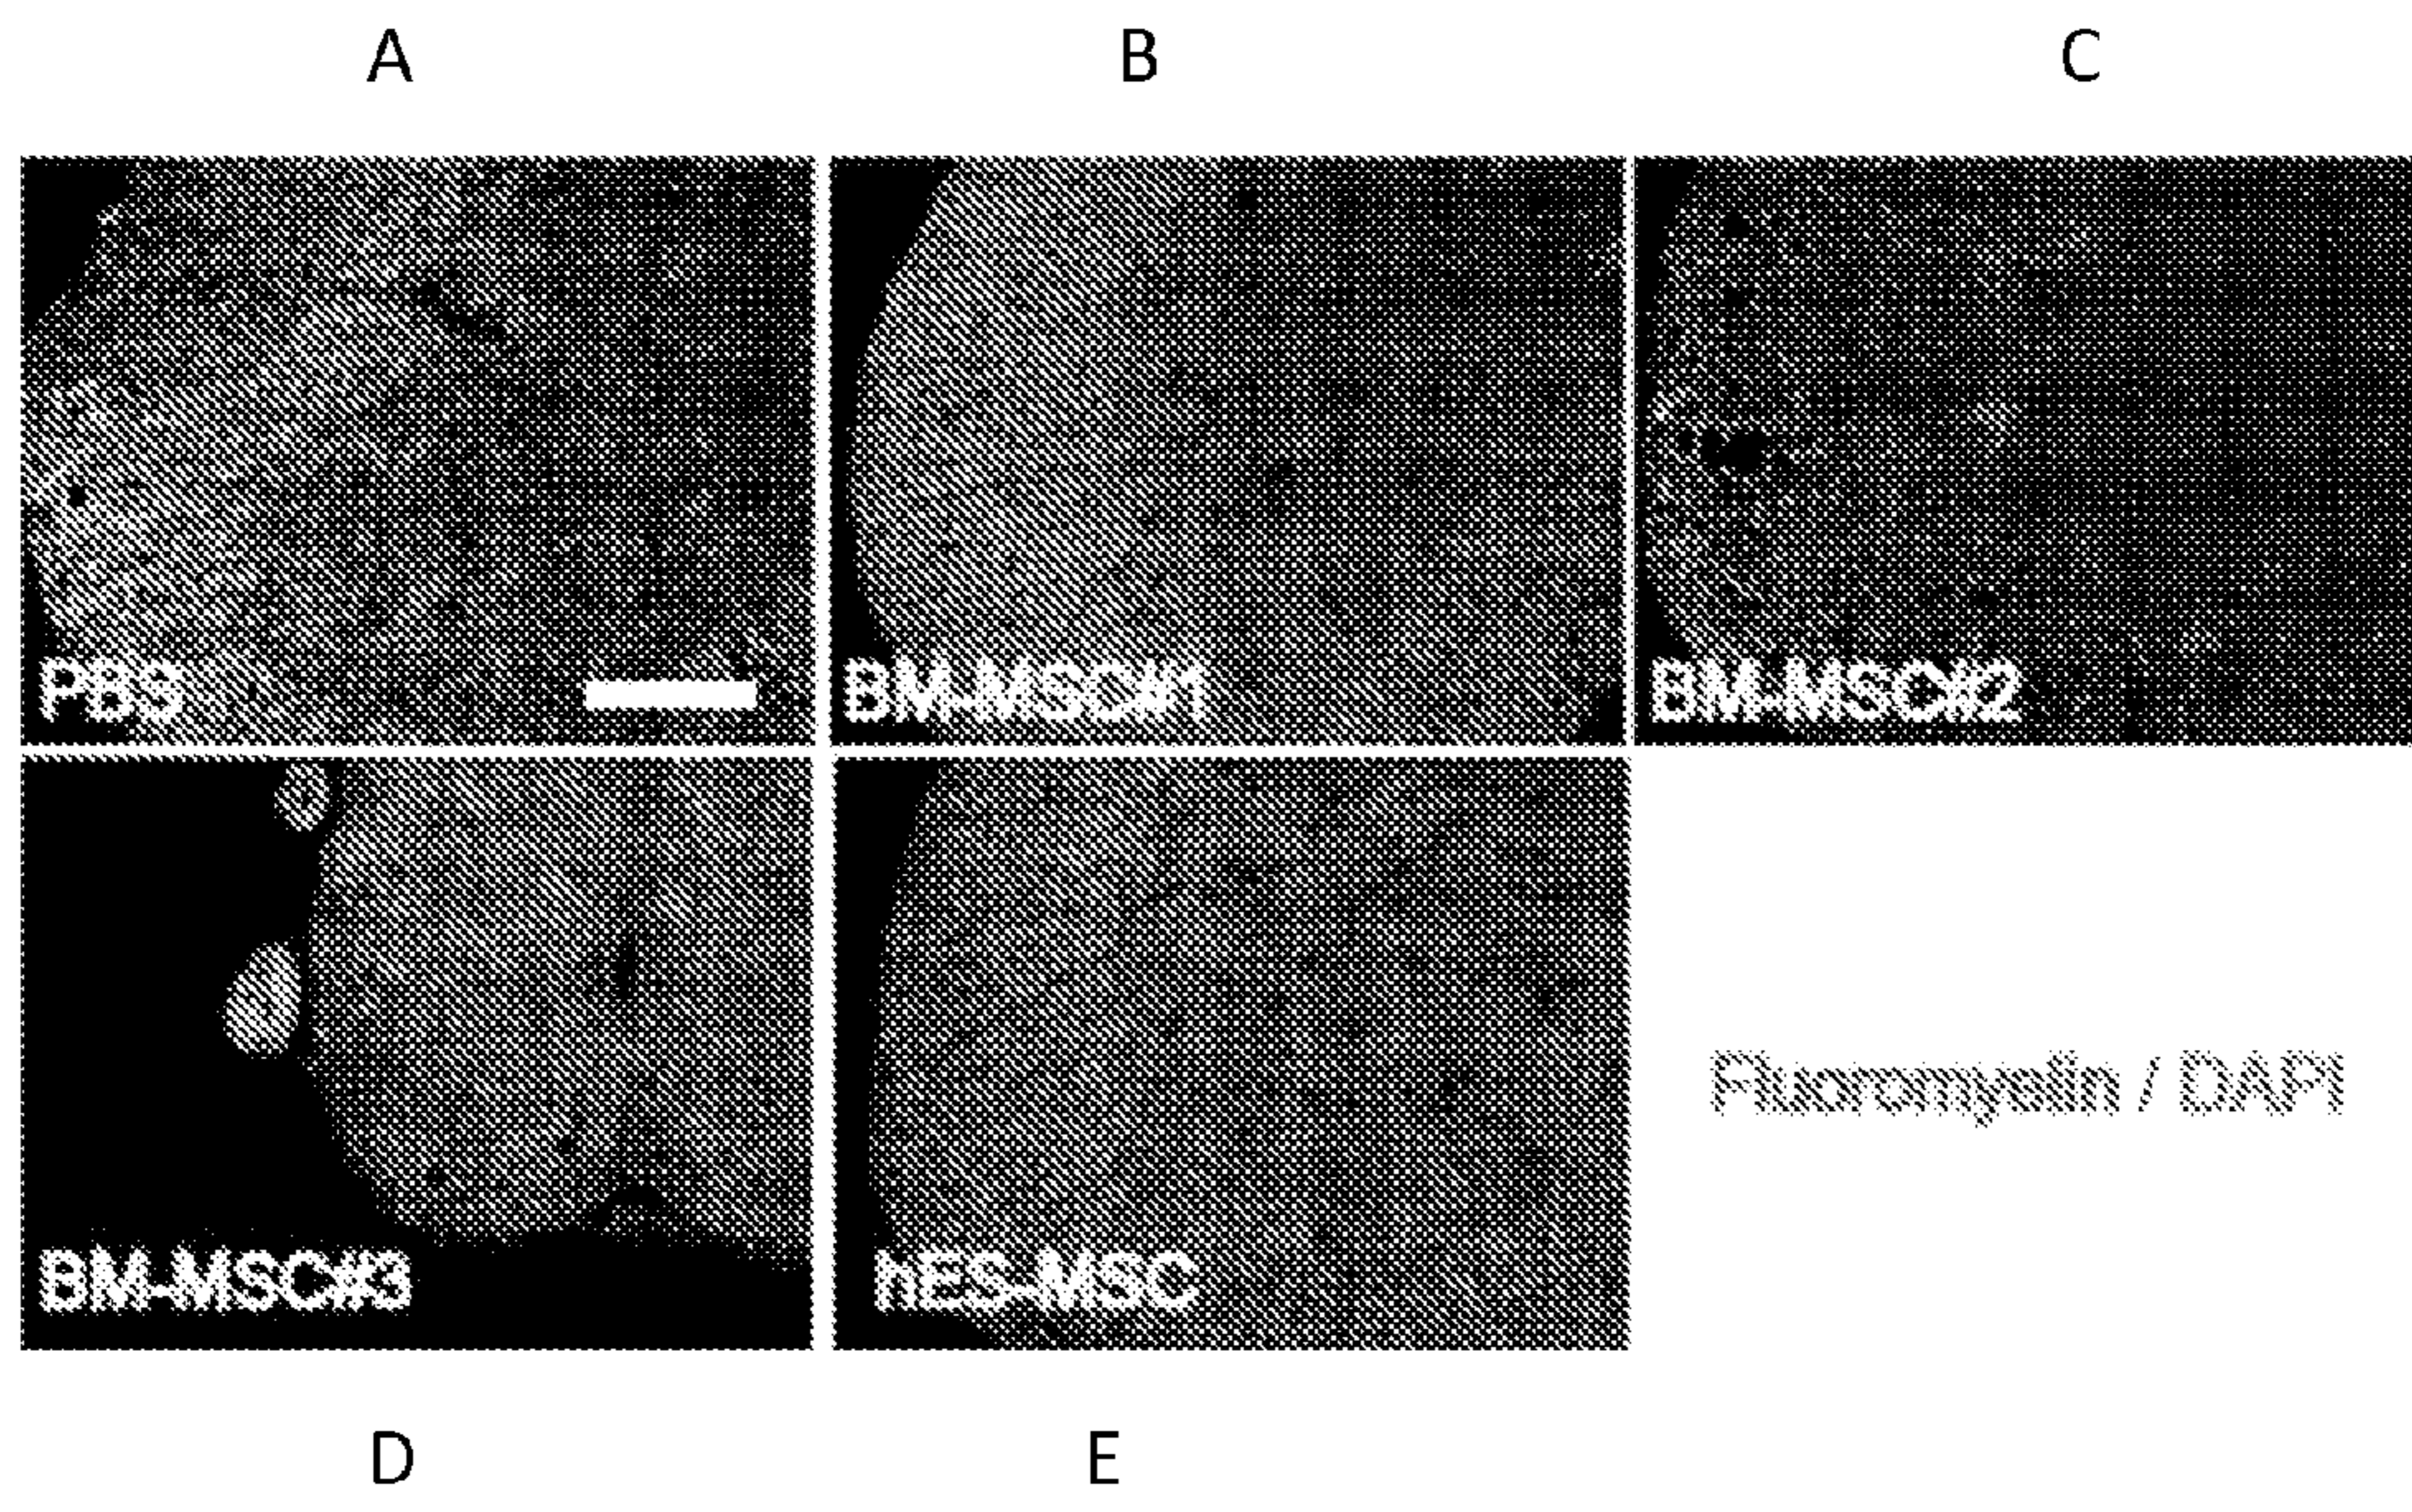 A
B
C
PBS
BM-MSC#1
BM-MSC#2
BM-MSC#3
hES-MSC
Fluoromyelin / DAPI
D
E